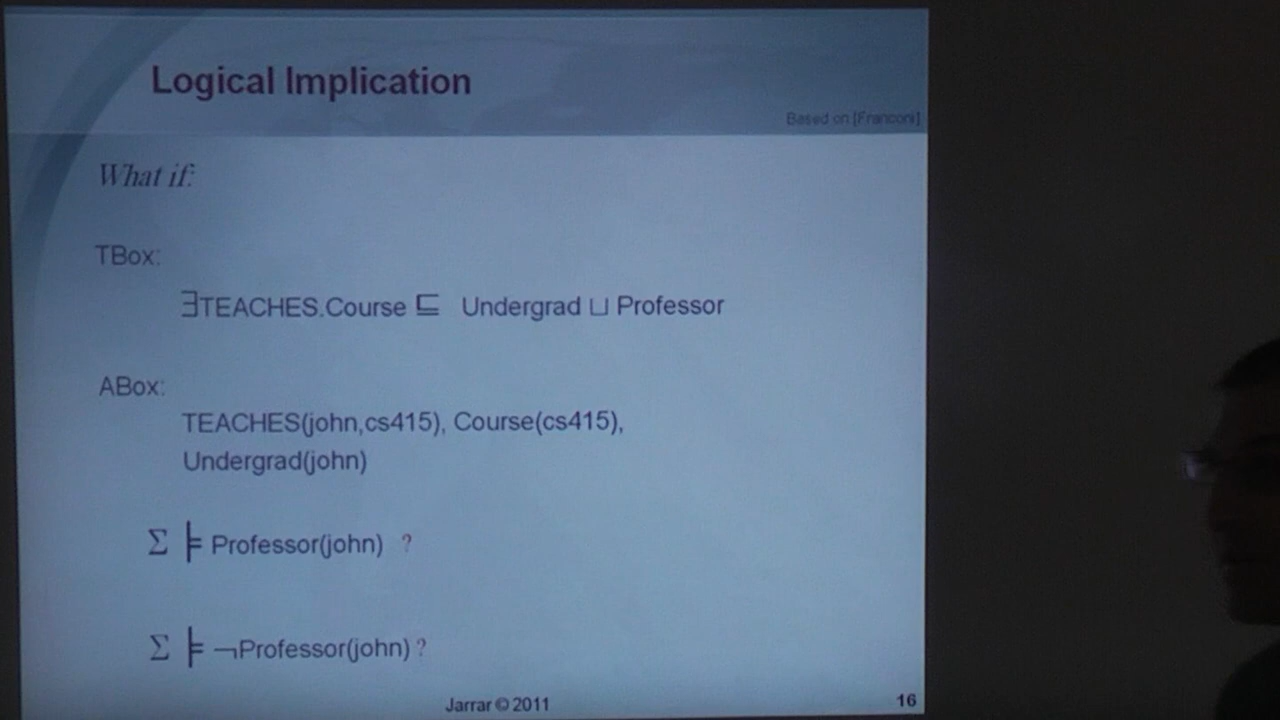 Logical Implication
Based on [Franconi]
What if:
TBox:
∃TEACHES.Course ⊑ Undergrad ⊔ Professor
ABox:
TEACHES(john,cs415), Course(cs415),
Undergrad(john)
Σ ⊨ Professor(john) ?
Σ ⊨ ¬Professor(john) ?
Jarrar © 2011
16